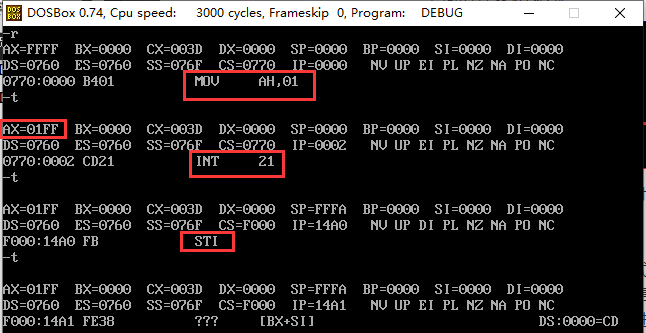 DOSBox 0.74, Cpu speed: 3000 cycles, Frameskip 0, Program: DEBUG
-r
AX=FFFF BX=0000 CX=003D DX=0000 SP=0000 BP=0000 SI=0000 DI=0000
DS=0760 ES=0760 SS=076F CS=0770 IP=0000 NV UP EI PL NZ NA PO NC
0770:0000 B401 MOV AH,01
-t
AX=01FF BX=0000 CX=003D DX=0000 SP=0000 BP=0000 SI=0000 DI=0000
DS=0760 ES=0760 SS=076F CS=0770 IP=0002 NV UP EI PL NZ NA PO NC
0770:0002 CD21 INT 21
-t
AX=01FF BX=0000 CX=003D DX=0000 SP=FFFA BP=0000 SI=0000 DI=0000
DS=0760 ES=0760 SS=076F CS=F000 IP=14A0 NV UP DI PL NZ NA PO NC
F000:14A0 FB STI
-t
AX=01FF BX=0000 CX=003D DX=0000 SP=FFFA BP=0000 SI=0000 DI=0000
DS=0760 ES=0760 SS=076F CS=F000 IP=14A1 NV UP EI PL NZ NA PO NC
F000:14A1 FE38 ??? [BX+SI] DS:0000=CD